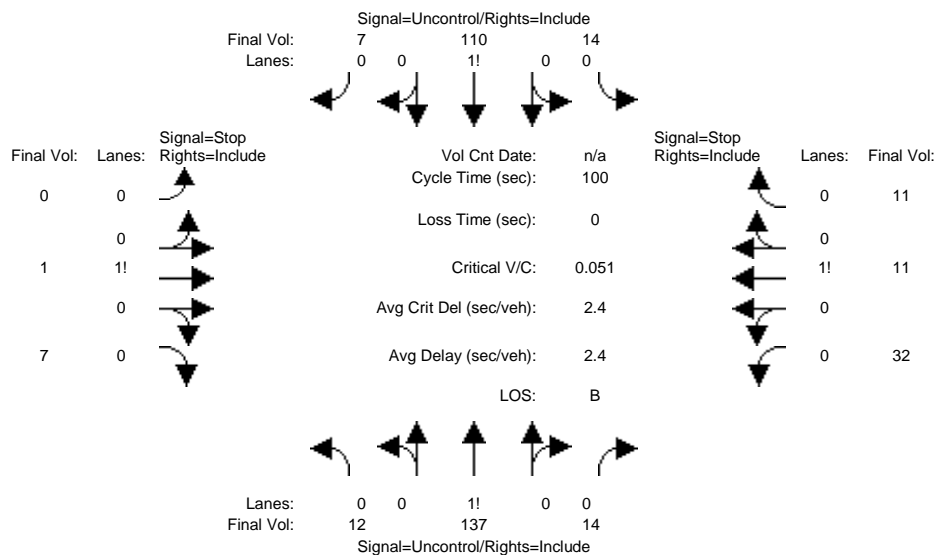 Signal=Uncontrol/Rights=Include
Final Vol: 7 110 14
Lanes: 0 0 1! 0 0
Signal=Stop
Final Vol: Lanes: Rights=Include
Vol Cnt Date: n/a
Signal=Stop
Rights=Include Lanes: Final Vol:
Cycle Time (sec): 100
0 0
0 11
Loss Time (sec): 0
0
0
1 1!
Critical V/C: 0.051
1! 11
0
Avg Crit Del (sec/veh): 2.4
0
7 0
Avg Delay (sec/veh): 2.4
0 32
LOS: B
Lanes: 0 0 1! 0 0
Final Vol: 12 137 14
Signal=Uncontrol/Rights=Include